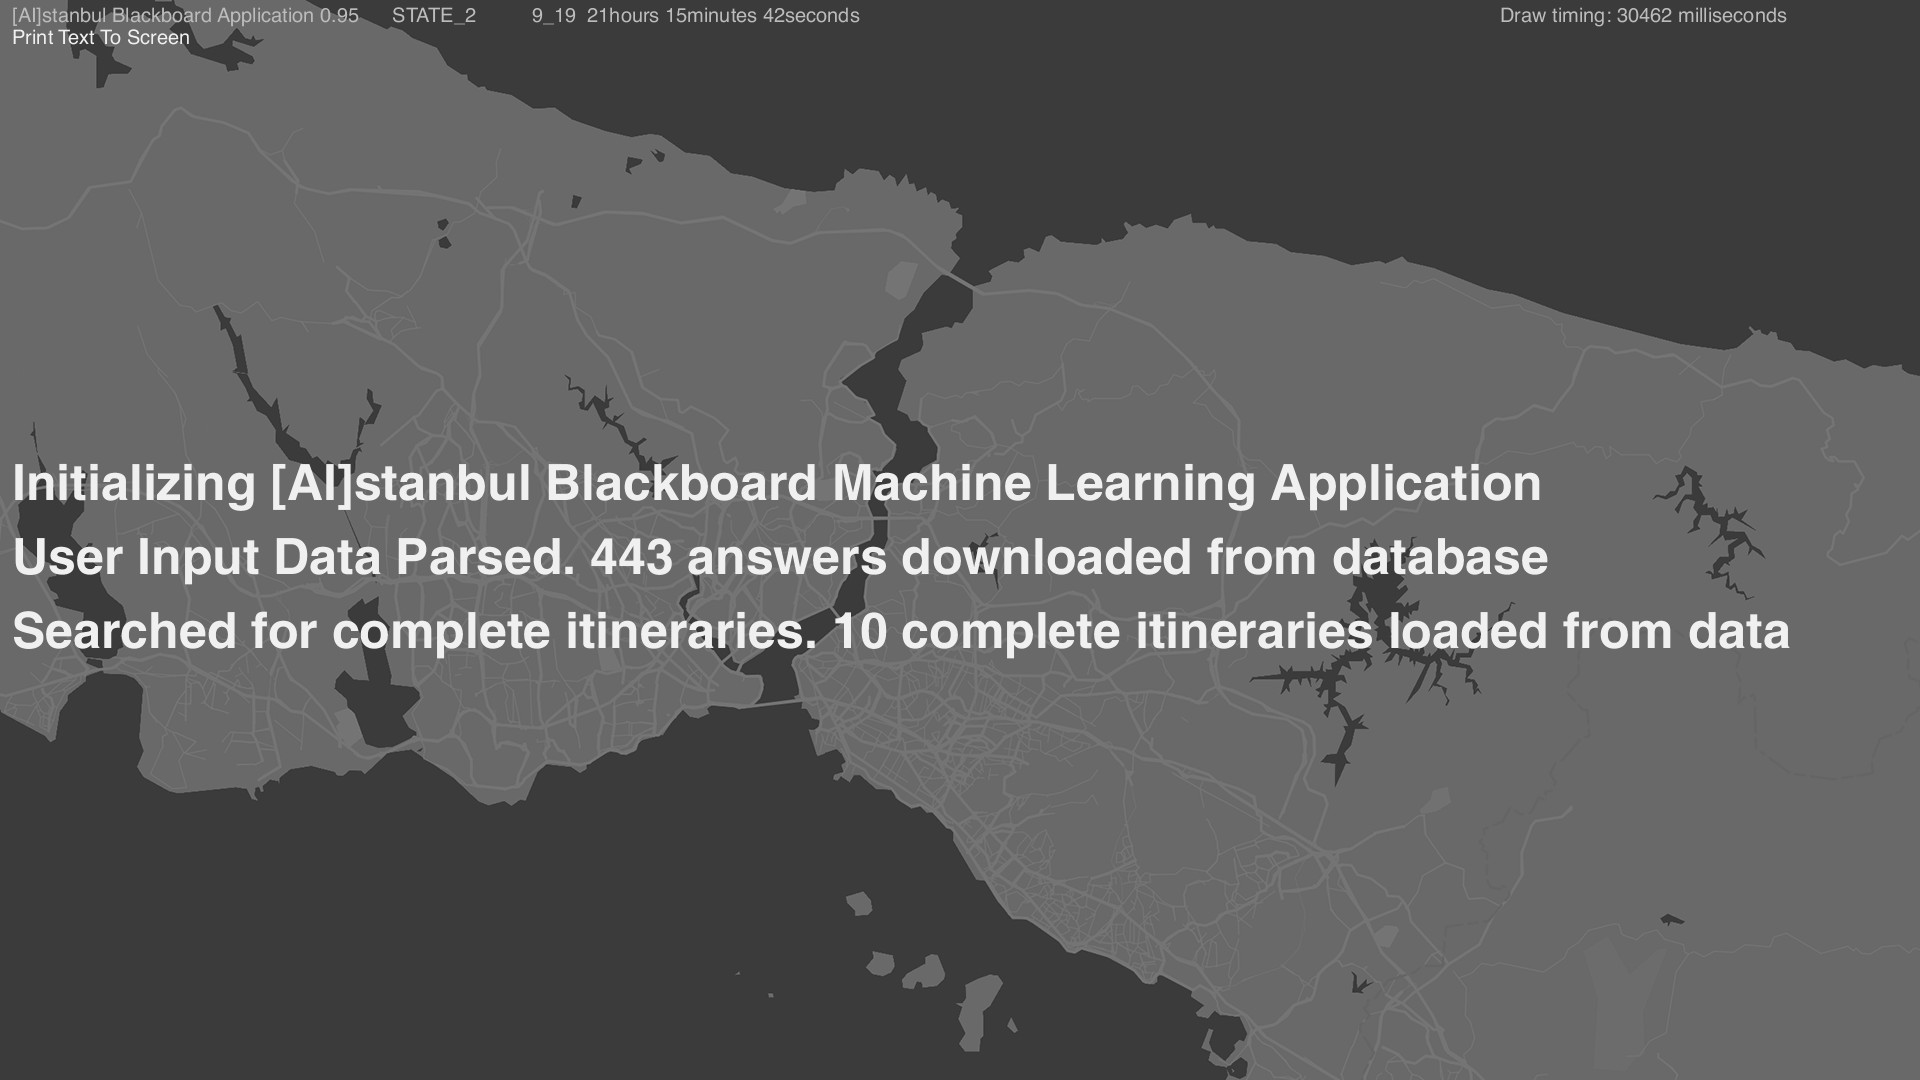 [AI]stanbul Blackboard Application 0.95 STATE_2 9_19 21hours 15minutes 42seconds Draw timing: 30462 milliseconds
Print Text To Screen
Initializing [AI]stanbul Blackboard Machine Learning Application
User Input Data Parsed. 443 answers downloaded from database
Searched for complete itineraries. 10 complete itineraries loaded from data